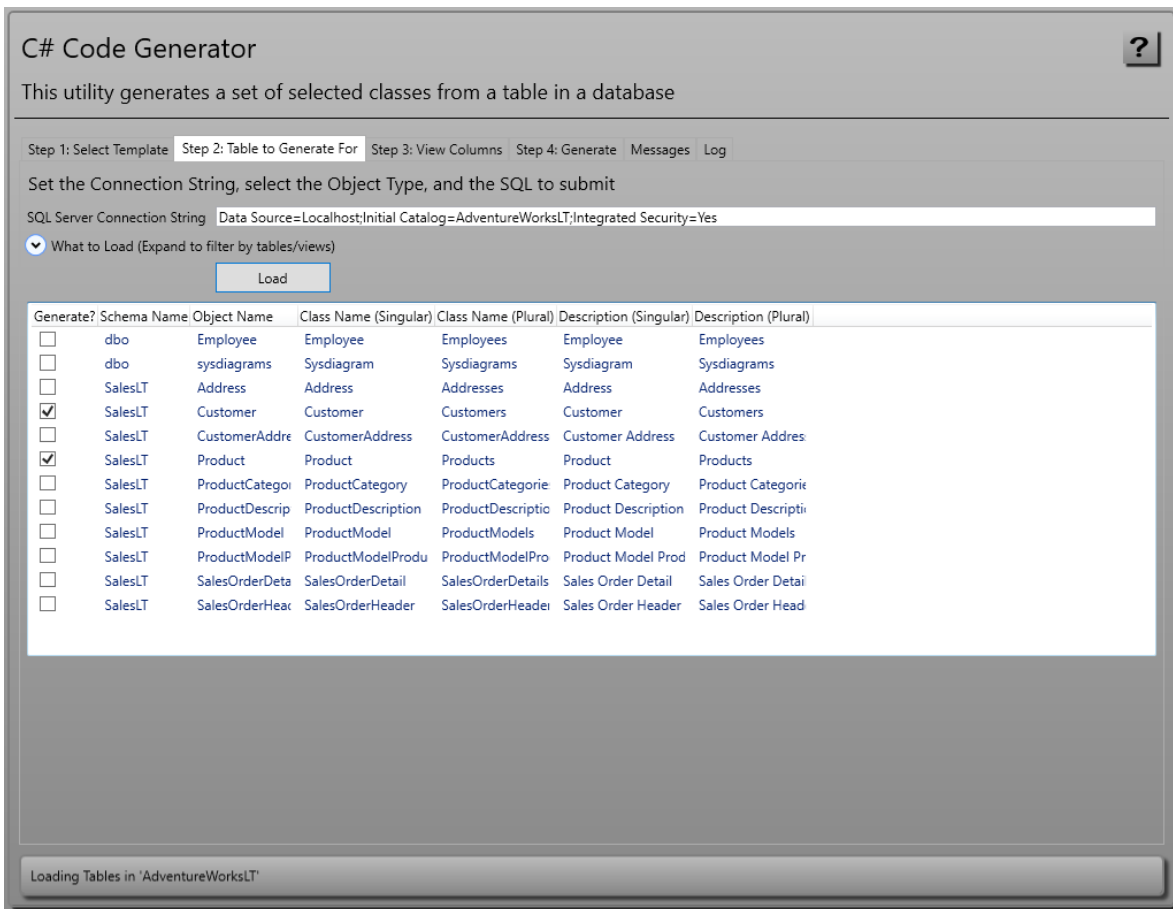 C# Code Generator
?
This utility generates a set of selected classes from a table in a database
Step 1: Select Template Step 2: Table to Generate For Step 3: View Columns Step 4: Generate Messages Log
Set the Connection String, select the Object Type, and the SQL to submit
SQL Server Connection String Data Source=Localhost;Initial Catalog=AdventureWorksLT;Integrated Security=Yes
What to Load (Expand to filter by tables/views)
Load
Generate? Schema Name Object Name Class Name (Singular) Class Name (Plural) Description (Singular) Description (Plural)
dbo Employee Employee Employees Employee Employees
dbo sysdiagrams Sysdiagram Sysdiagrams Sysdiagram Sysdiagrams
SalesLT Address Address Addresses Address Addresses
SalesLT Customer Customer Customers Customer Customers
SalesLT CustomerAddre CustomerAddress CustomerAddress Customer Address Customer Addres
SalesLT Product Product Products Product Products
SalesLT ProductCatego ProductCategory ProductCategorie Product Category Product Categorie
SalesLT ProductDescrip ProductDescription ProductDescriptio Product Description Product Descripti
SalesLT ProductModel ProductModel ProductModels Product Model Product Models
SalesLT ProductModelP ProductModelProdu ProductModelPro Product Model Prod Product Model Pr
SalesLT SalesOrderDeta SalesOrderDetail SalesOrderDetails Sales Order Detail Sales Order Detai
SalesLT SalesOrderHeac SalesOrderHeader SalesOrderHeader Sales Order Header Sales Order Head
Loading Tables in 'AdventureWorksLT'